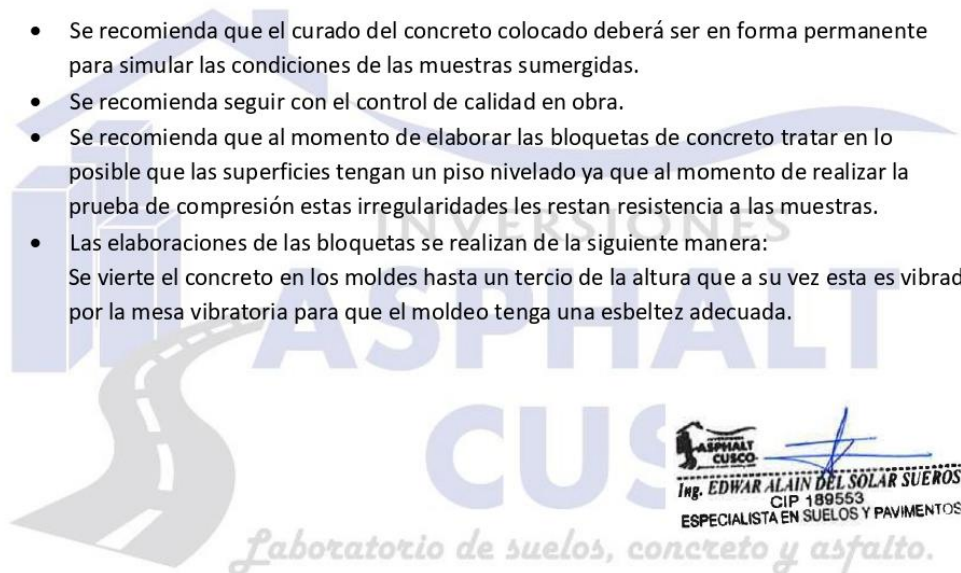 • Se recomienda que el curado del concreto colocado deberá ser en forma permanente
para simular las condiciones de las muestras sumergidas.
• Se recomienda seguir con el control de calidad en obra.
• Se recomienda que al momento de elaborar las bloquetas de concreto tratar en lo
posible que las superficies tengan un piso nivelado ya que al momento de realizar la
prueba de compresión estas irregularidades les restan resistencia a las muestras.
INVERSIONES
• Las elaboraciones de las bloquetas se realizan de la siguiente manera:
Se vierte el concreto en los moldes hasta un tercio de la altura que a su vez esta es vibrad
por la mesa vibratoria para que el moldeo tenga una esbeltez adecuada.
ASPHALT
CUS
ASPHALT
CUSCO
Ing. EDWAR ALAIN DEL SOLAR SUEROS
CIP 189553
ESPECIALISTA EN SUELOS Y PAVIMENTOS
Laboratorio de suelos, concreto y asfalto.